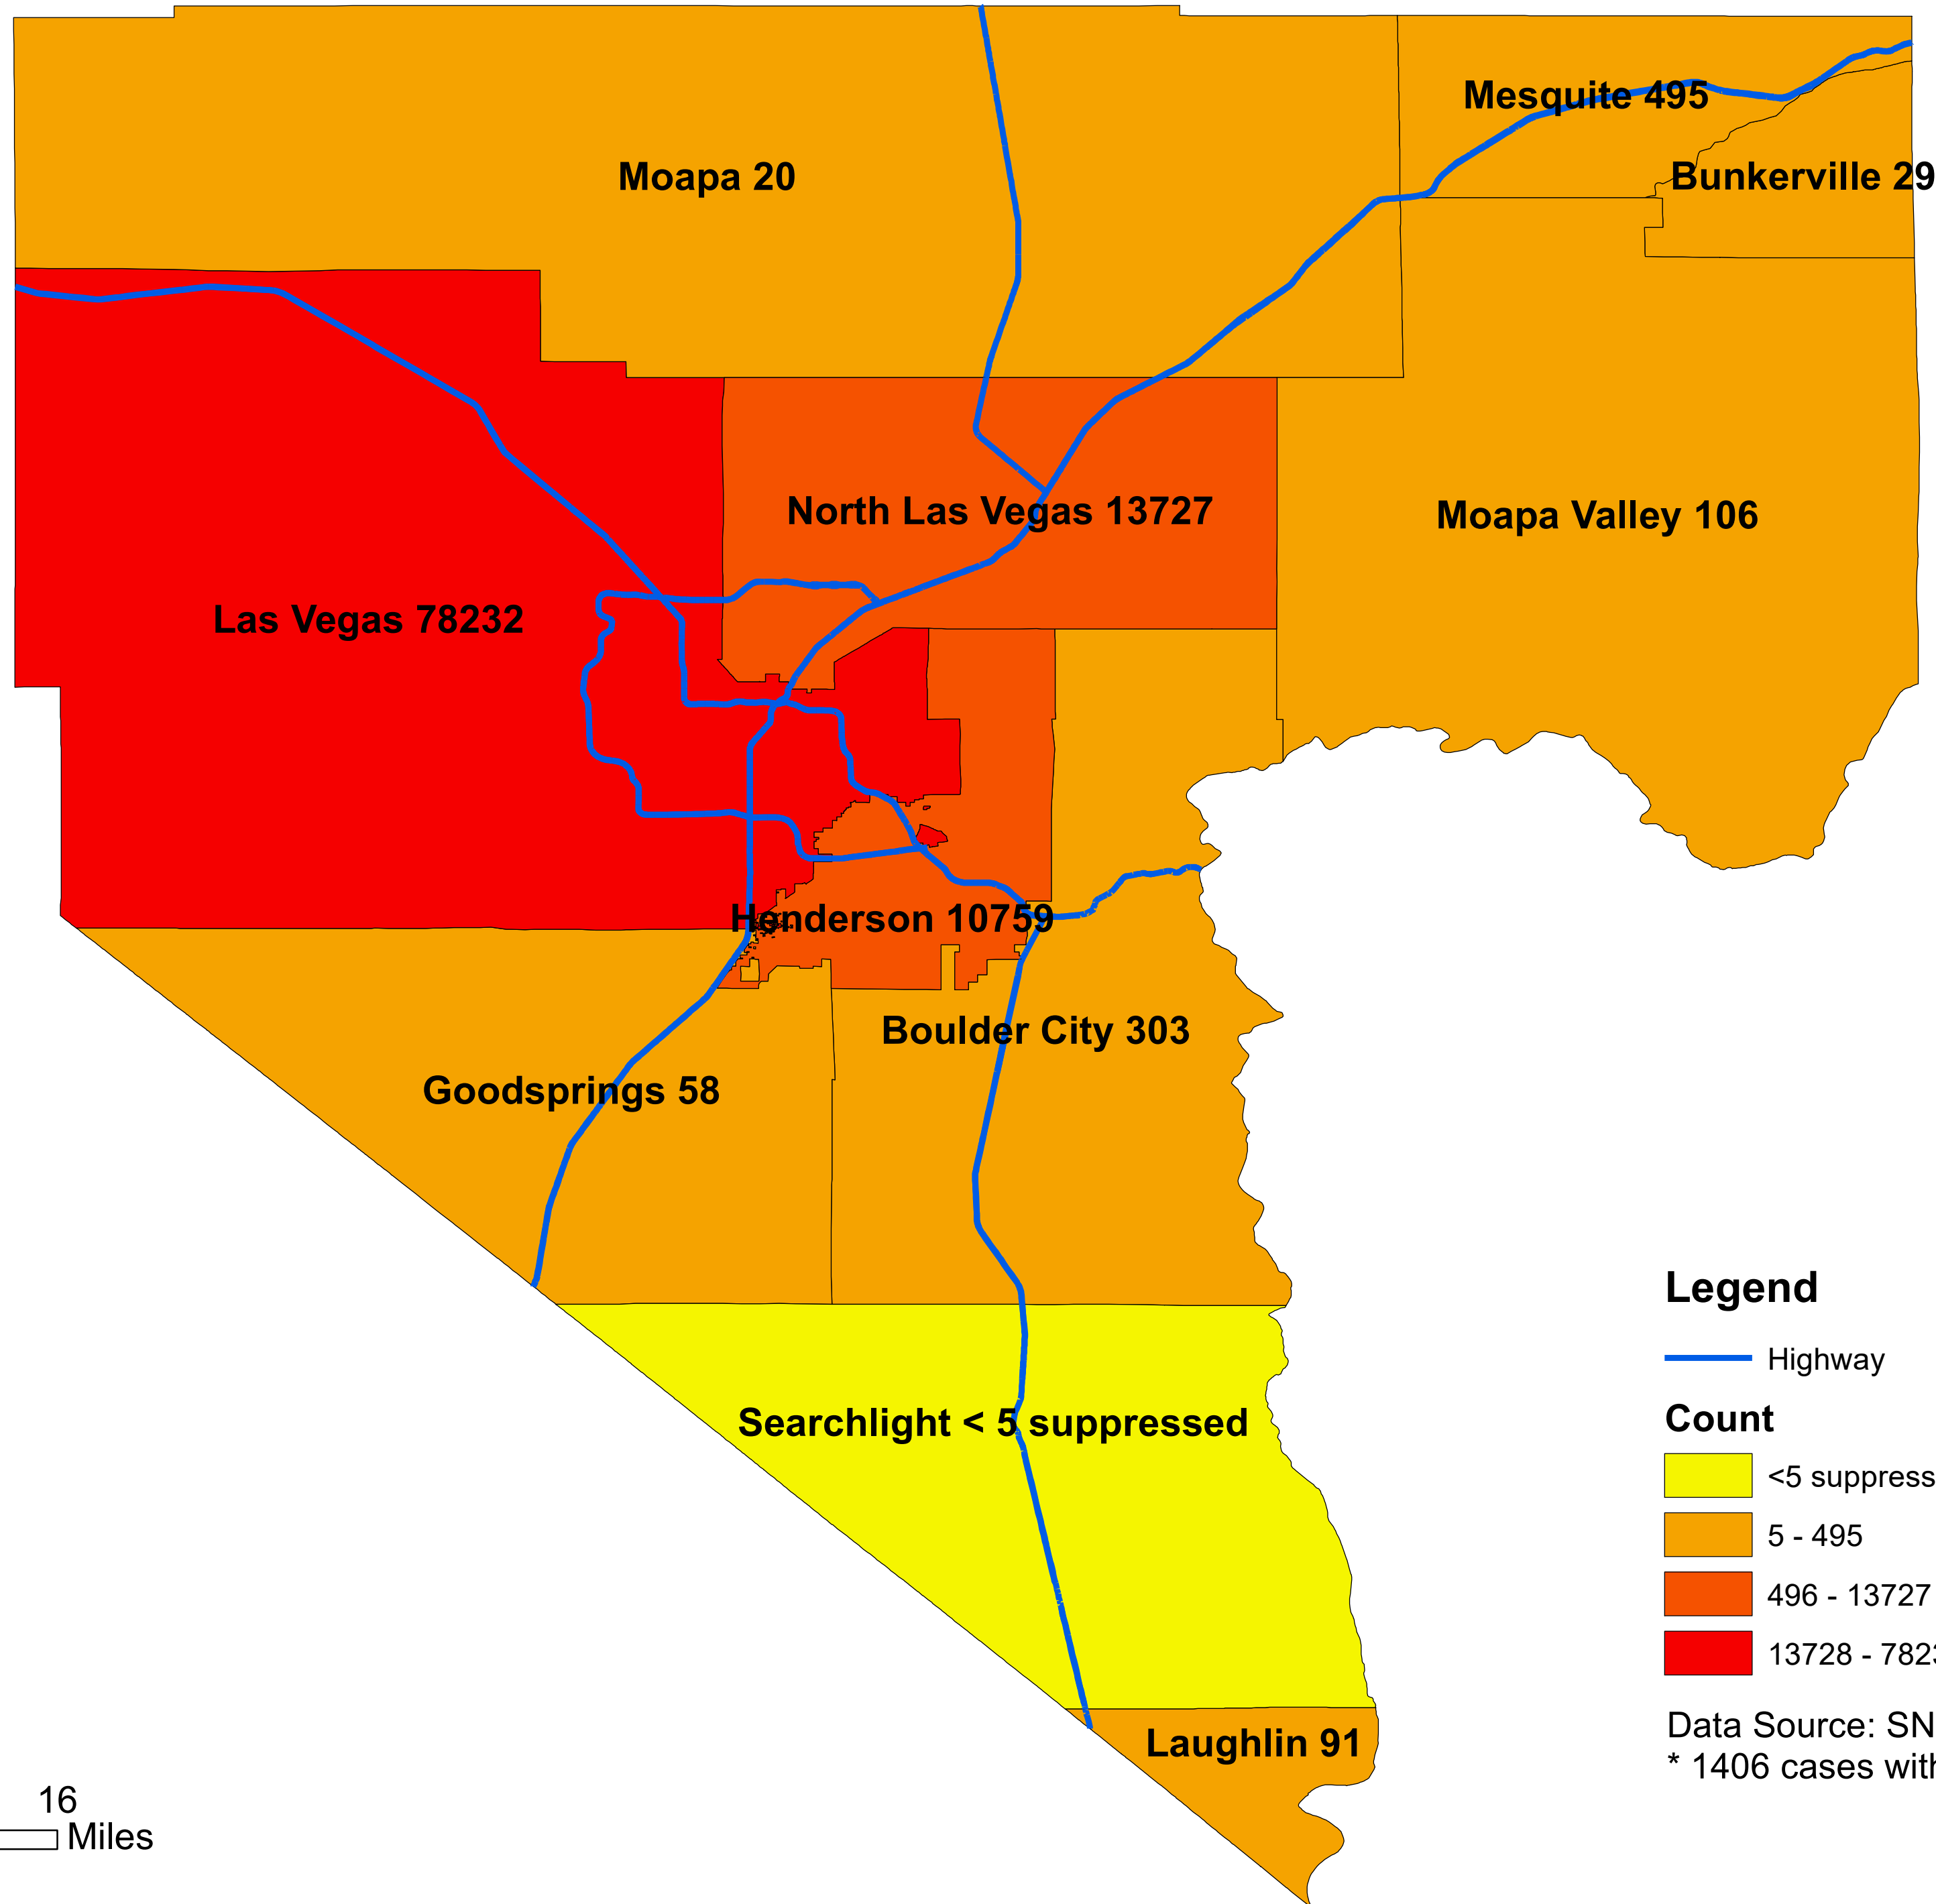 Mesquite 495
Moapa 20
Bunkerville 29
North Las Vegas 13727
Moapa Valley 106
Las Vegas 78232
Henderson 10759
Boulder City 303
Goodsprings 58
Searchlight < 5 suppressed
Laughlin 91
Legend
Highway
Count
<5 suppress
5 - 495
496 - 13727
13728 - 7823
Data Source: SN
* 1406 cases with
16
Miles